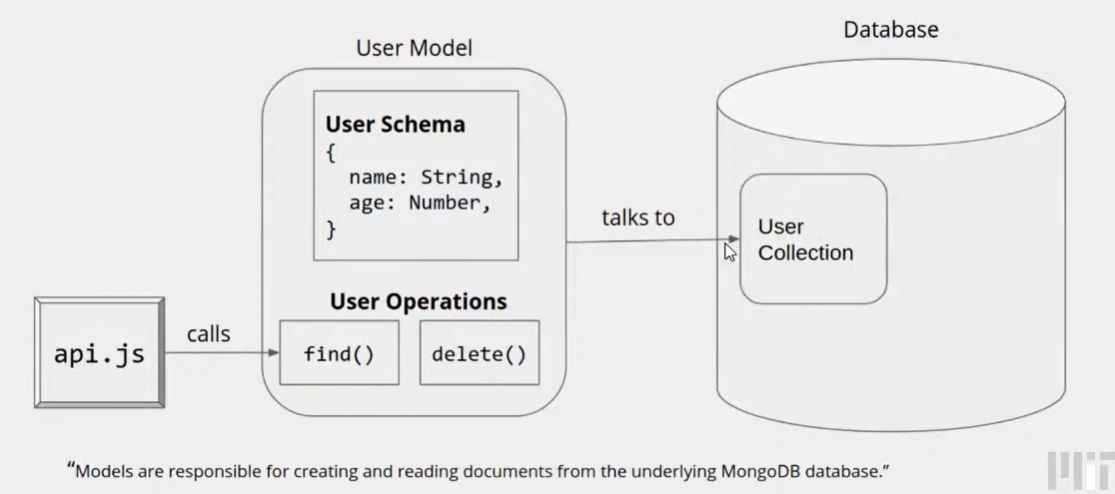 User Model
Database
User Schema
{
name: String,
age: Number,
}
talks to
User
Collection
User Operations
api.js
calls
find()
delete()
“Models are responsible for creating and reading documents from the underlying MongoDB database.”